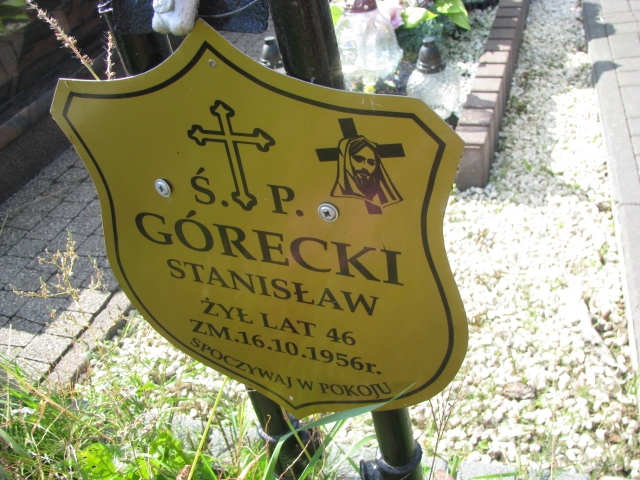 Ś. P.
GÓRECKI
STANISŁAW
ŻYŁ LAT 46
ZM.16.10.1956r.
SPOCZYWAJ W POKOJU